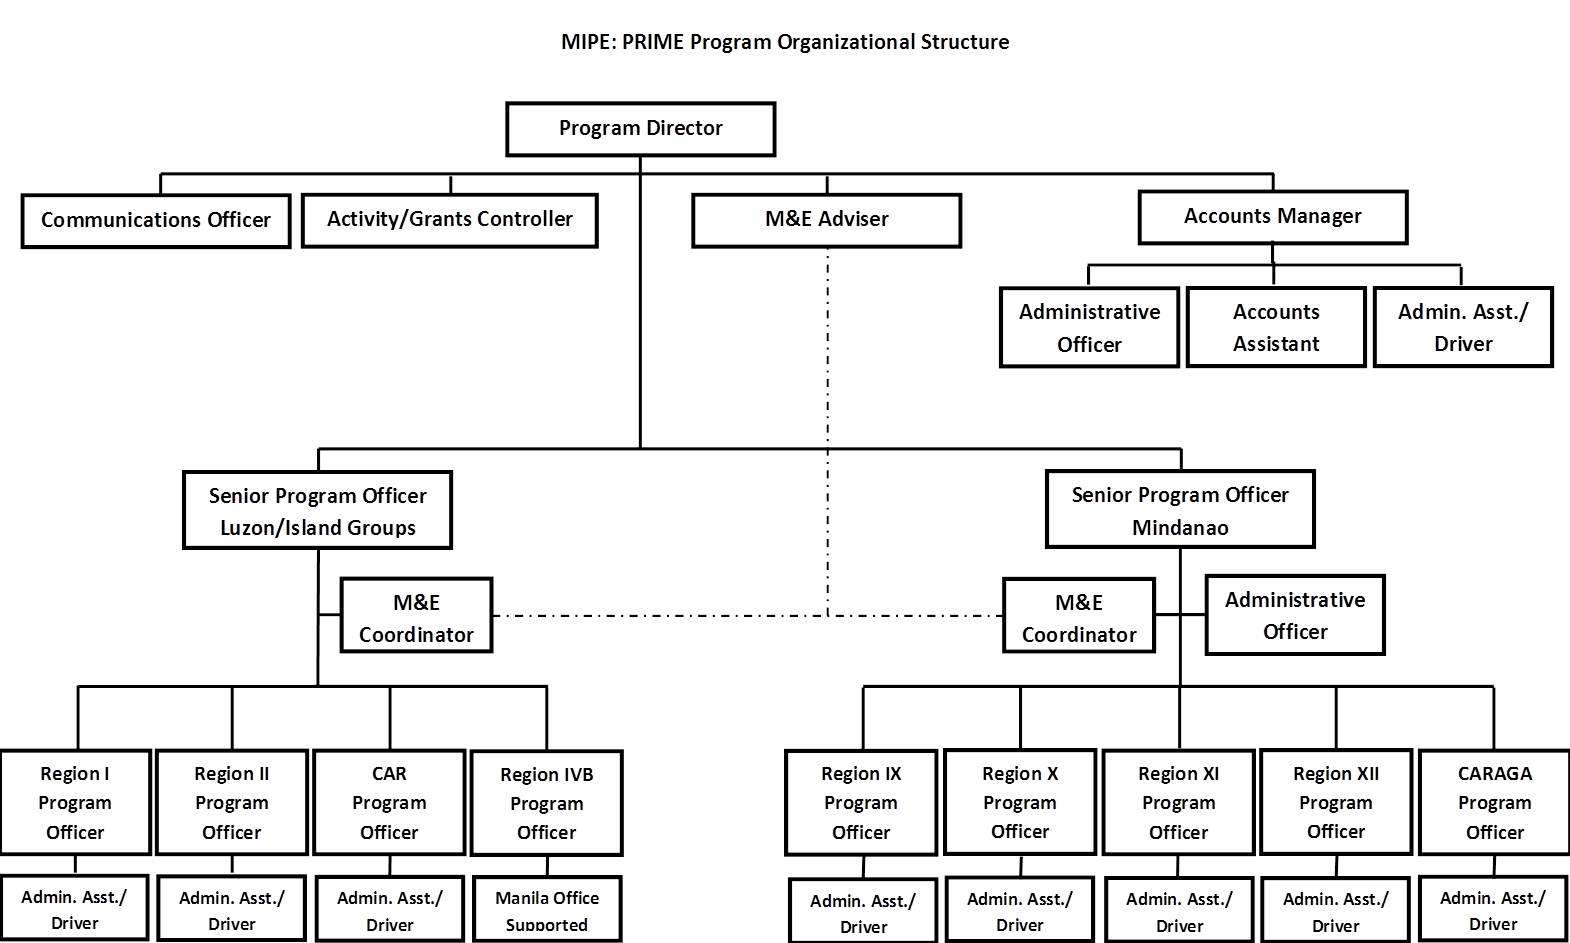 MIPE: PRIME Program Organizational Structure
Program Director
Communications Officer
Activity/Grants Controller
M&E Adviser
Accounts Manager
Administrative
Officer
Accounts
Assistant
Admin. Asst./
Driver
Senior Program Officer
Luzon/Island Groups
Senior Program Officer
Mindanao
M&E
Coordinator
M&E
Coordinator
Administrative
Officer
Region I
Program
Officer
Region II
Program
Officer
CAR
Program
Officer
Region IVB
Program
Officer
Region IX
Program
Officer
Region X
Program
Officer
Region XI
Program
Officer
Region XII
Program
Officer
CARAGA
Program
Officer
Admin. Asst./
Driver
Admin. Asst./
Driver
Admin. Asst./
Driver
Manila Office
Supported
Admin. Asst./
Driver
Admin. Asst./
Driver
Admin. Asst./
Driver
Admin. Asst./
Driver
Admin. Asst./
Driver